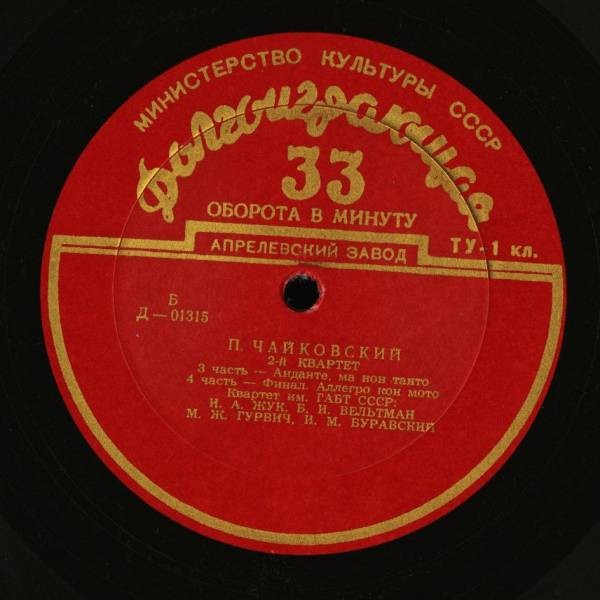 МИНИСТЕРСТВО КУЛЬТУРЫ СССР
Долгоиграющая
33
ОБОРОТА В МИНУТУ
АПРЕЛЕВСКИЙ ЗАВОД
ТУ-1 кл.
Б
Д—01315
П. ЧАЙКОВСКИЙ
2-й КВАРТЕТ
3 часть — Анданте, ма нон танто
4 часть — Финал. Аллегро кон мото
Квартет им. ГАБТ СССР:
И. А. ЖУК, Б. И. ВЕЛЬТМАН
М. Ж. ГУРВИЧ, И. М. БУРАВСКИЙ